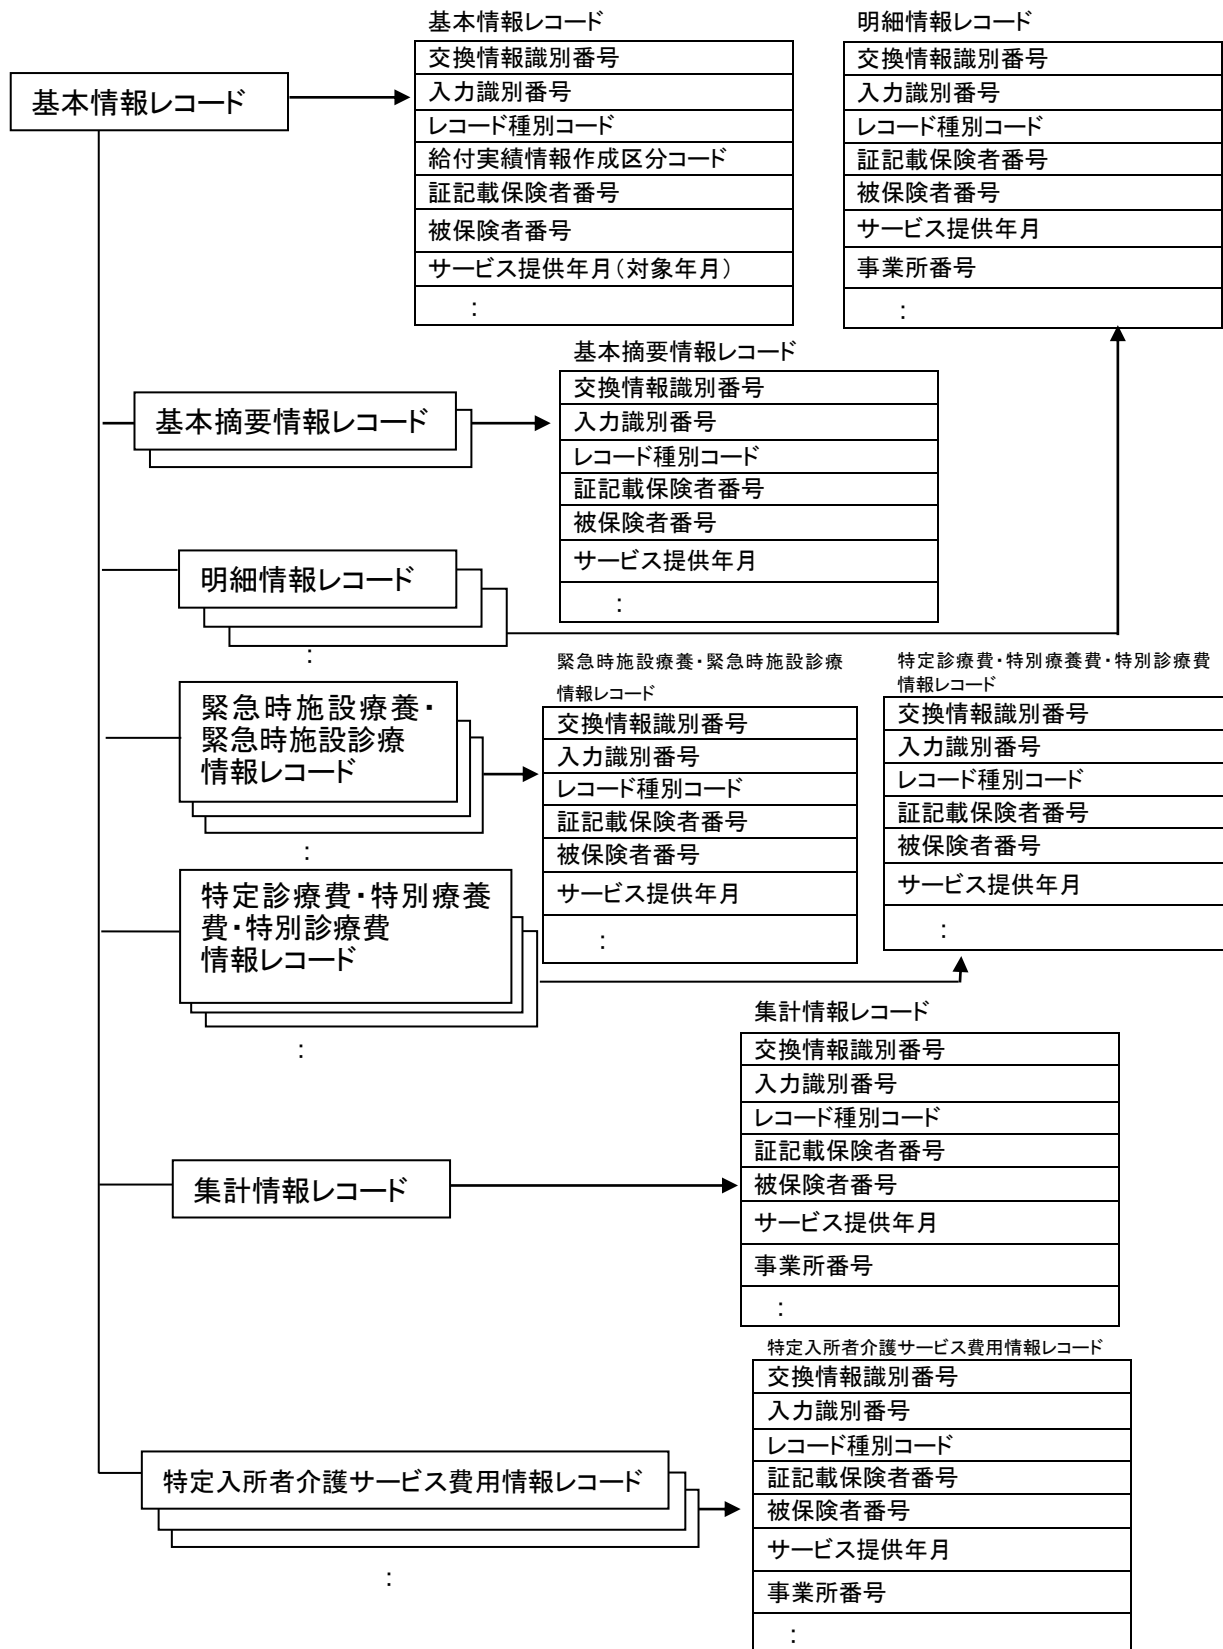 基本情報レコード
基本情報レコード
交換情報識別番号
入力識別番号
レコード種別コード
給付実績情報作成区分コード
証記載保険者番号
被保険者番号
サービス提供年月(対象年月)
:
明細情報レコード
交換情報識別番号
入力識別番号
レコード種別コード
証記載保険者番号
被保険者番号
サービス提供年月
事業所番号
:
基本摘要情報レコード
基本摘要情報レコード
交換情報識別番号
入力識別番号
レコード種別コード
証記載保険者番号
被保険者番号
サービス提供年月
:
明細情報レコード
:
緊急時施設療養・
緊急時施設診療
情報レコード
:
緊急時施設療養・緊急時施設診療
情報レコード
交換情報識別番号
入力識別番号
レコード種別コード
証記載保険者番号
被保険者番号
サービス提供年月
:
特定診療費・特別療養費・特別診療費
情報レコード
交換情報識別番号
入力識別番号
レコード種別コード
証記載保険者番号
被保険者番号
サービス提供年月
:
特定診療費・特別療養
費・特別診療費
情報レコード
:
集計情報レコード
集計情報レコード
交換情報識別番号
入力識別番号
レコード種別コード
証記載保険者番号
被保険者番号
サービス提供年月
事業所番号
:
特定入所者介護サービス費用情報レコード
:
特定入所者介護サービス費用情報レコード
交換情報識別番号
入力識別番号
レコード種別コード
証記載保険者番号
被保険者番号
サービス提供年月
事業所番号
: